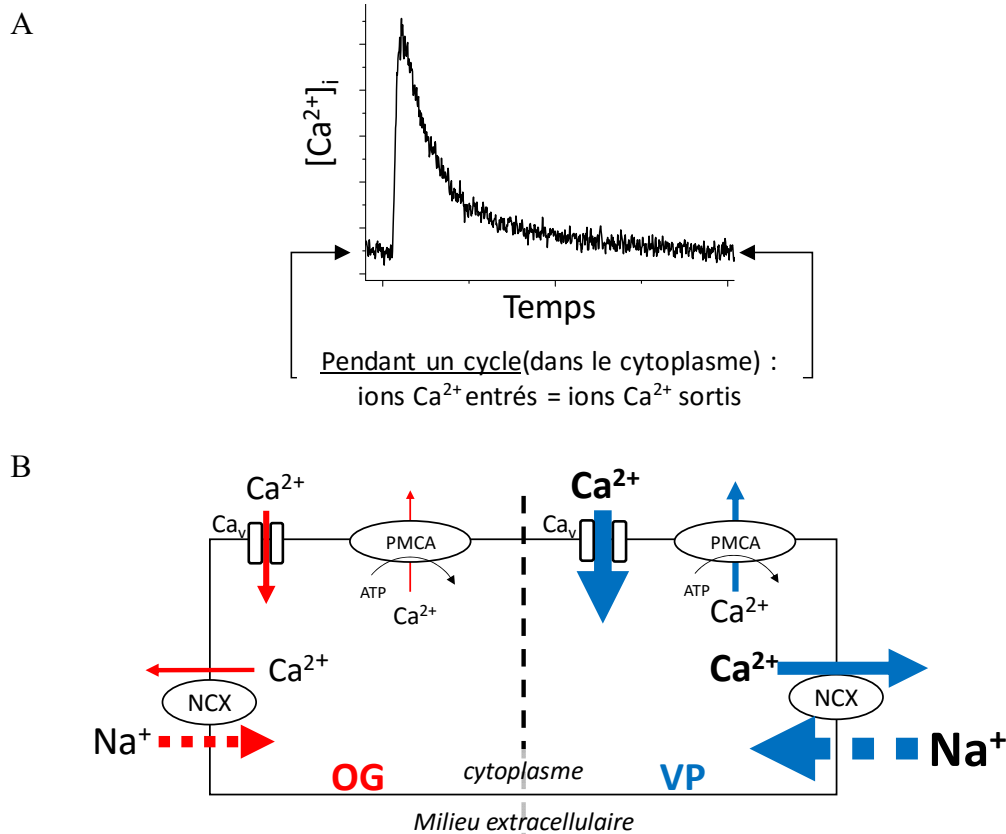 A
[Ca²⁺]ᵢ
Temps
Pendant un cycle(dans le cytoplasme) :
ions Ca²⁺ entrés = ions Ca²⁺ sortis
B
Ca²⁺
Ca²⁺
Caᵥ
PMCA
Caᵥ
PMCA
ATP
Ca²⁺
ATP
Ca²⁺
Ca²⁺
Ca²⁺
NCX
NCX
Na⁺
Na⁺
OG
cytoplasme
VP
Milieu extracellulaire